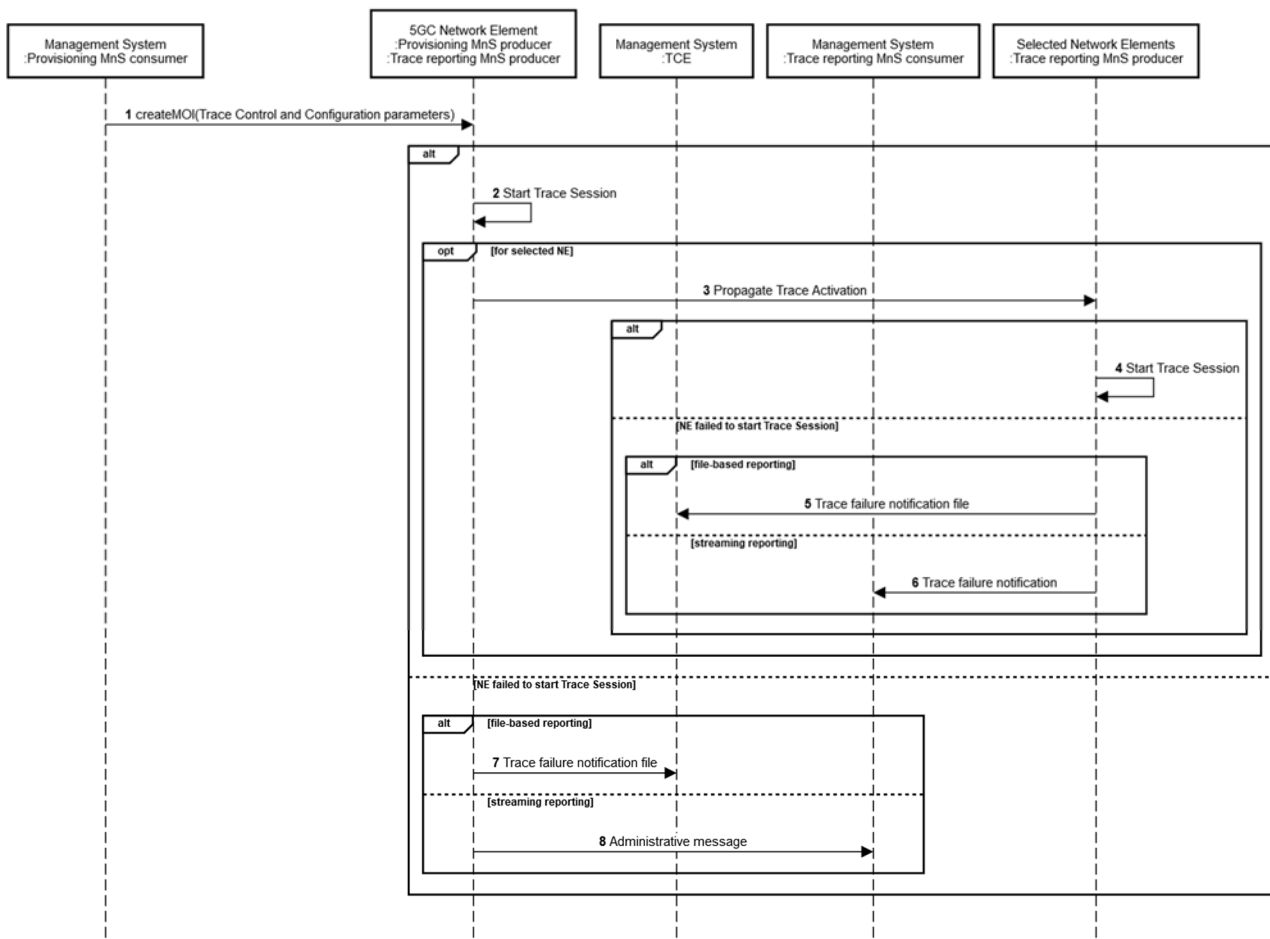 Management System
:Provisioning MnS consumer
5GC Network Element
:Provisioning MnS producer
:Trace reporting MnS producer
Management System
:TCE
Management System
:Trace reporting MnS consumer
Selected Network Elements
:Trace reporting MnS producer
1 createMOI(Trace Control and Configuration parameters)
alt
2 Start Trace Session
opt [for selected NE]
3 Propagate Trace Activation
alt
4 Start Trace Session
[NE failed to start Trace Session]
alt [file-based reporting]
5 Trace failure notification file
[streaming reporting]
6 Trace failure notification
[NE failed to start Trace Session]
alt [file-based reporting]
7 Trace failure notification file
[streaming reporting]
8 Administrative message